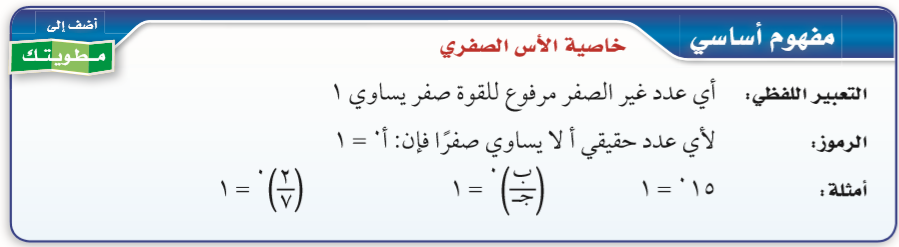 مفهوم أساسي
خاصية الأس الصفري
أضف إلى
مطويتك
التعبير اللفظي: أي عدد غير الصفر مرفوع للقوة صفر يساوي ١
الرموز: لأي عدد حقيقي أ لا يساوي صفرًا فإن: أ⁰ = ١
أمثلة: ١٥⁰ = ١ (ب/جـ)⁰ = ١ (٢/٧)⁰ = ١